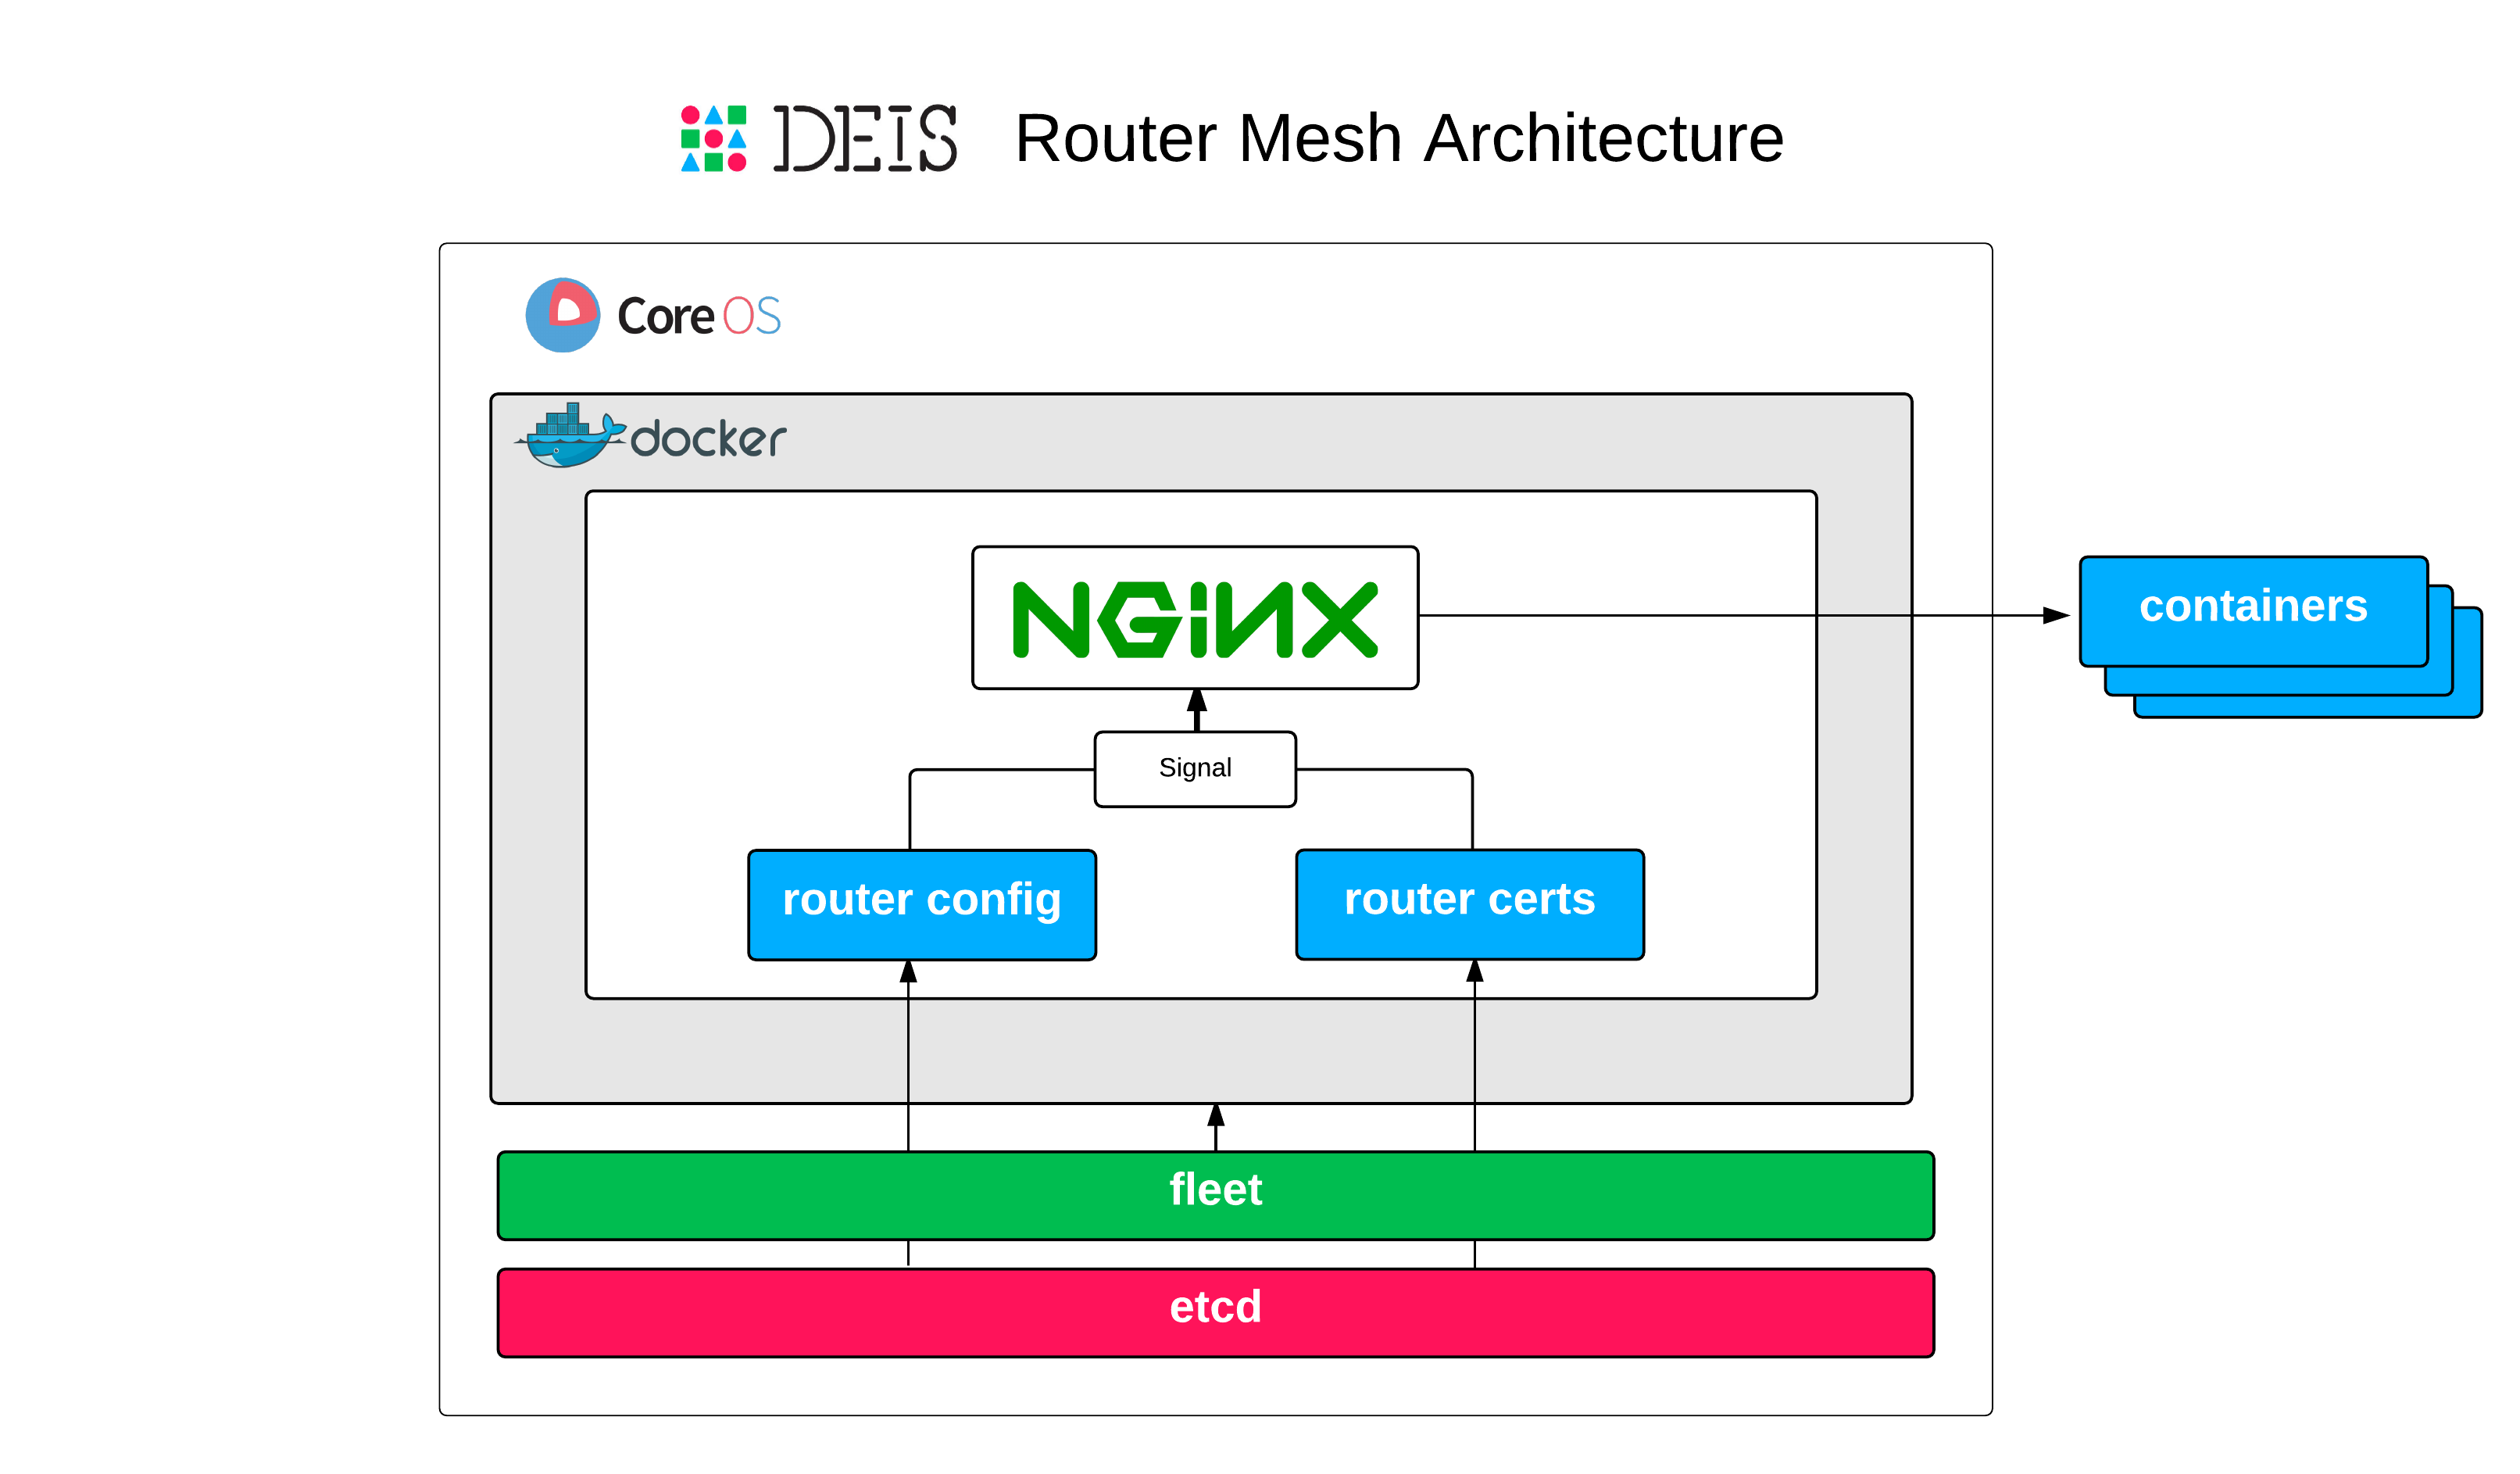 DEIS Router Mesh Architecture
CoreOS
docker
NGiNX
containers
Signal
router config
router certs
fleet
etcd